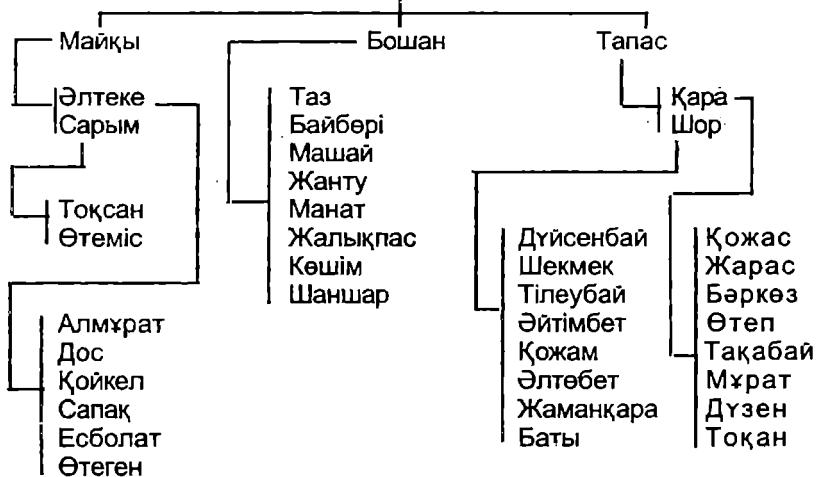 Майқы
Бошан
Тапас
Әлтеке
Сарым
Тоқсан
Өтеміс
Алмұрат
Дос
Қойкел
Сапақ
Есболат
Өтеген
Таз
Байбөрі
Машай
Жанту
Манат
Жалықпас
Көшім
Шаншар
Қара
Шор
Дүйсенбай
Шекмек
Тілеубай
Әйтімбет
Қожам
Әлтөбет
Жаманқара
Баты
Қожас
Жарас
Бәркөз
Өтеп
Тақабай
Мұрат
Дүзен
Тоқан